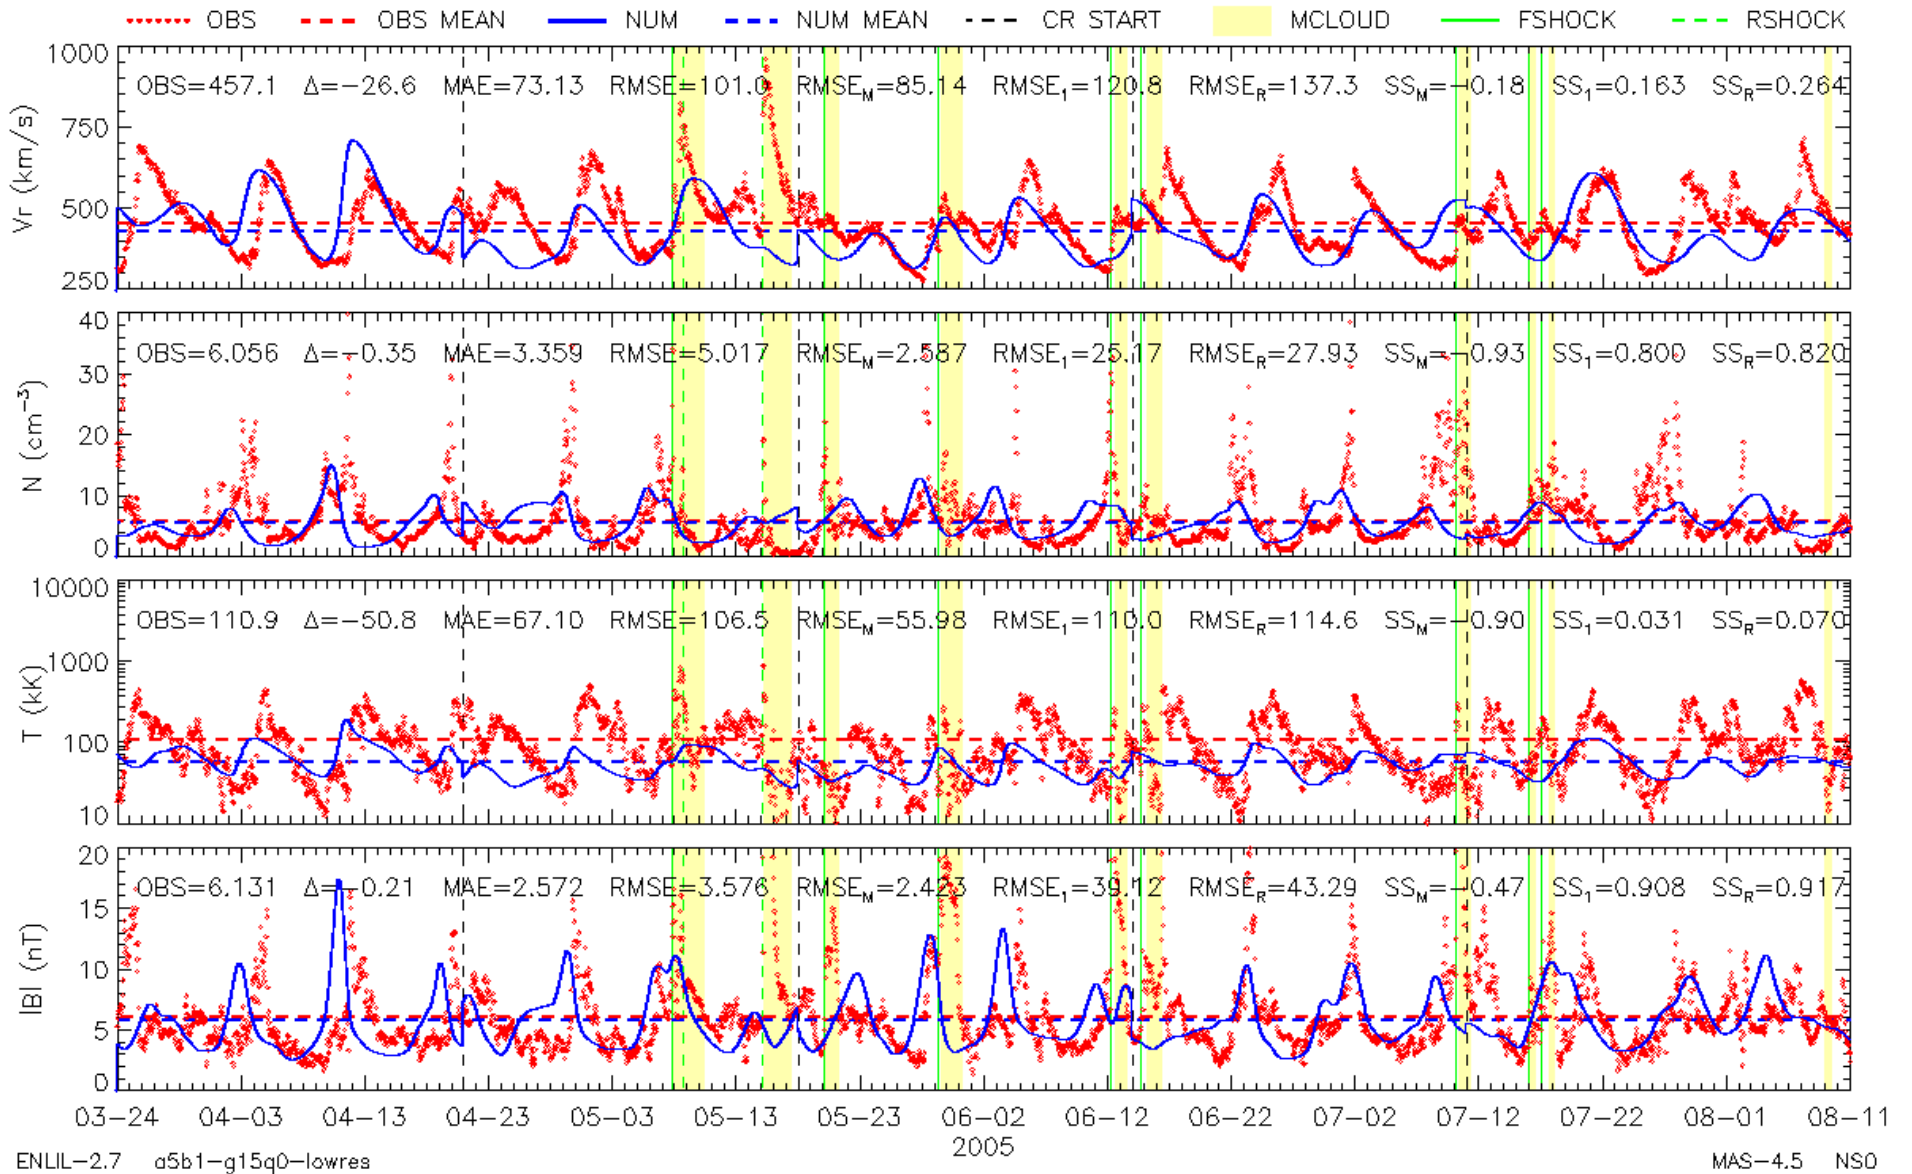 OBS OBS MEAN NUM NUM MEAN CR START MCLOUD FSHOCK RSHOCK
1000
OBS=457.1 Δ=−26.6 MAE=73.13 RMSE=101.0 RMSE_M=85.14 RMSE_1=120.8 RMSE_R=137.3 SS_M=−0.18 SS_1=0.163 SS_R=0.264
750
Vr (km/s)
500
250
40
OBS=6.056 Δ=−0.35 MAE=3.359 RMSE=5.017 RMSE_M=2.587 RMSE_1=25.17 RMSE_R=27.93 SS_M=−0.93 SS_1=0.800 SS_R=0.820
30
N (cm⁻³)
20
10
0
10000
OBS=110.9 Δ=−50.8 MAE=67.10 RMSE=106.5 RMSE_M=55.98 RMSE_1=110.0 RMSE_R=114.6 SS_M=−0.90 SS_1=0.031 SS_R=0.070
1000
T (kK)
100
10
20
OBS=6.131 Δ=−0.21 MAE=2.572 RMSE=3.576 RMSE_M=2.423 RMSE_1=39.12 RMSE_R=43.29 SS_M=−0.47 SS_1=0.908 SS_R=0.917
15
|B| (nT)
10
5
0
03−24 04−03 04−13 04−23 05−03 05−13 05−23 06−02 06−12 06−22 07−02 07−12 07−22 08−01 08−11
2005
ENLIL−2.7 a5b1−g15q0−lowres MAS−4.5 NSO